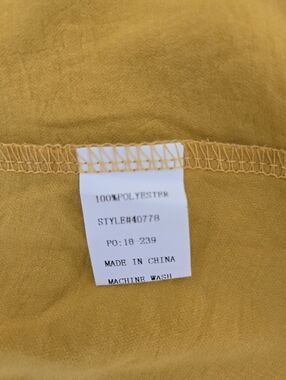 100%POLYESTER
STYLE#40778
PO:18-239
MADE IN CHINA
MACHINE WASH